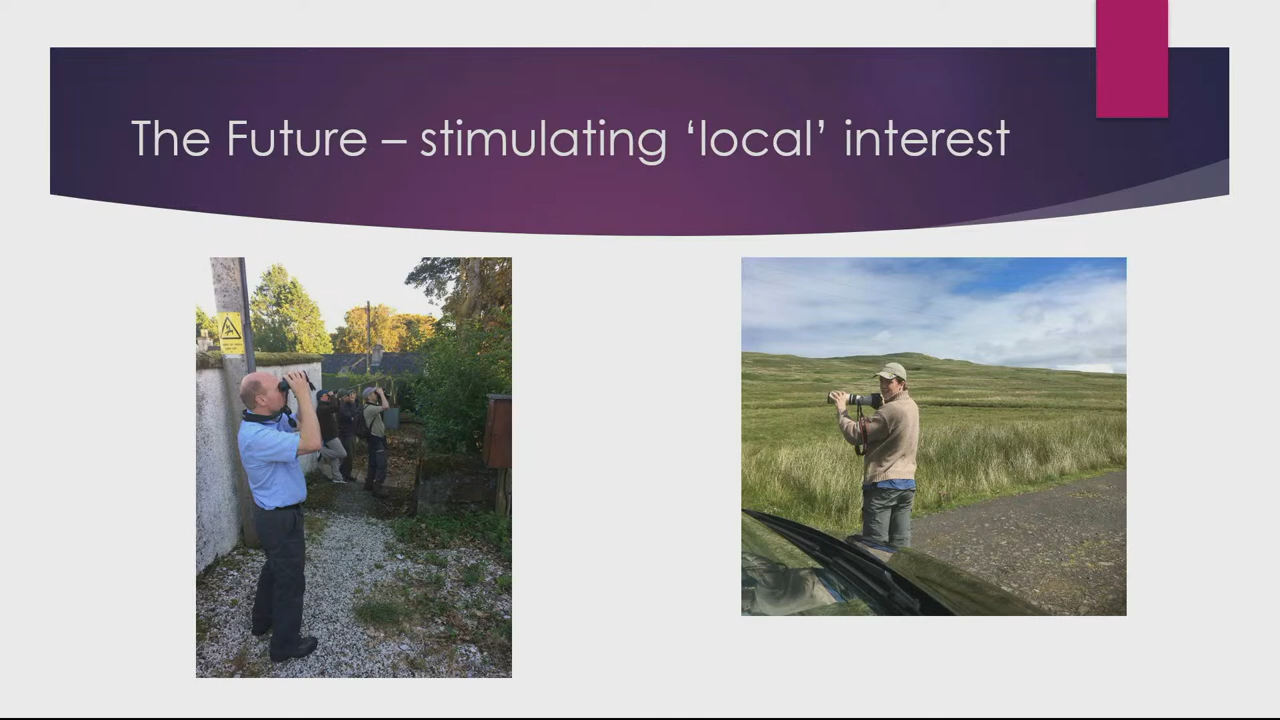 The Future – stimulating ‘local’ interest